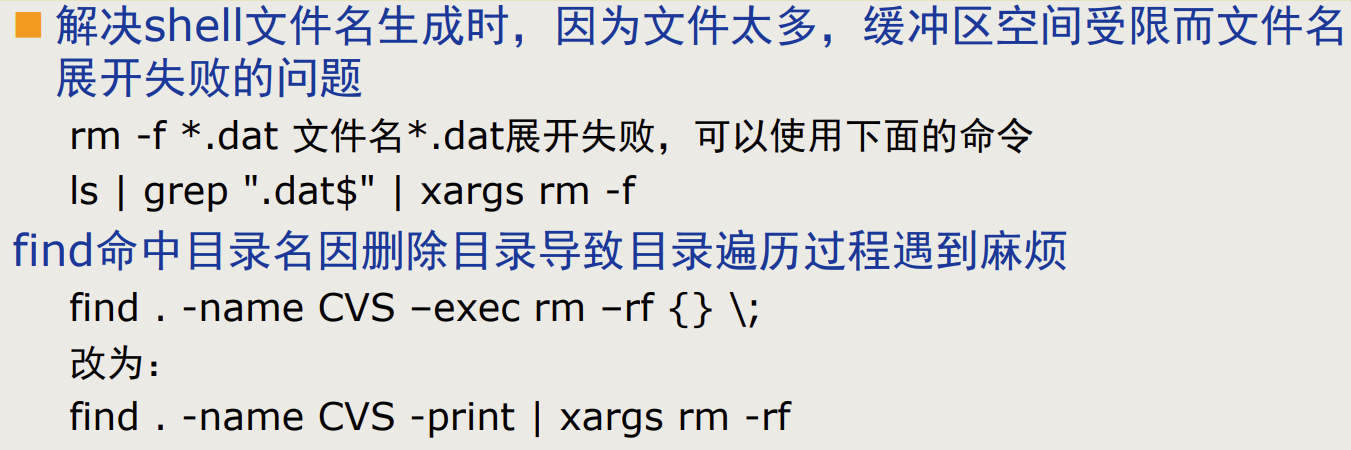 解决shell文件名生成时，因为文件太多，缓冲区空间受限而文件名
展开失败的问题
rm -f *.dat 文件名*.dat展开失败，可以使用下面的命令
ls | grep ".dat$" | xargs rm -f
find命中目录名因删除目录导致目录遍历过程遇到麻烦
find . -name CVS –exec rm –rf {} \;
改为：
find . -name CVS -print | xargs rm -rf